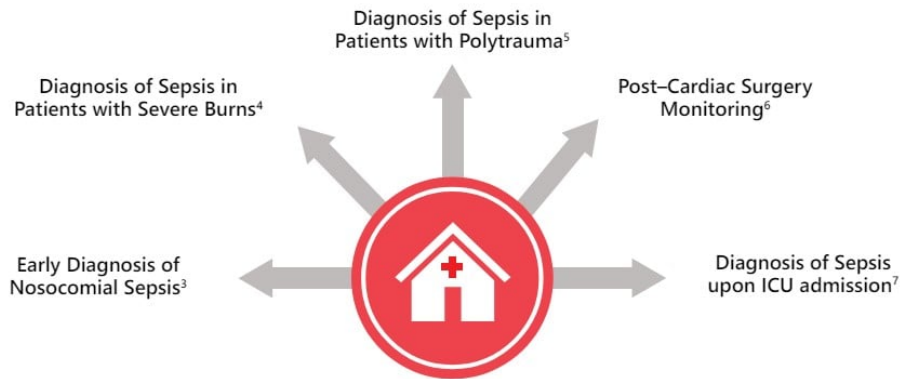 Diagnosis of Sepsis in
Patients with Polytrauma⁵
Diagnosis of Sepsis in
Patients with Severe Burns⁴
Post–Cardiac Surgery
Monitoring⁶
Early Diagnosis of
Nosocomial Sepsis³
Diagnosis of Sepsis
upon ICU admission⁷